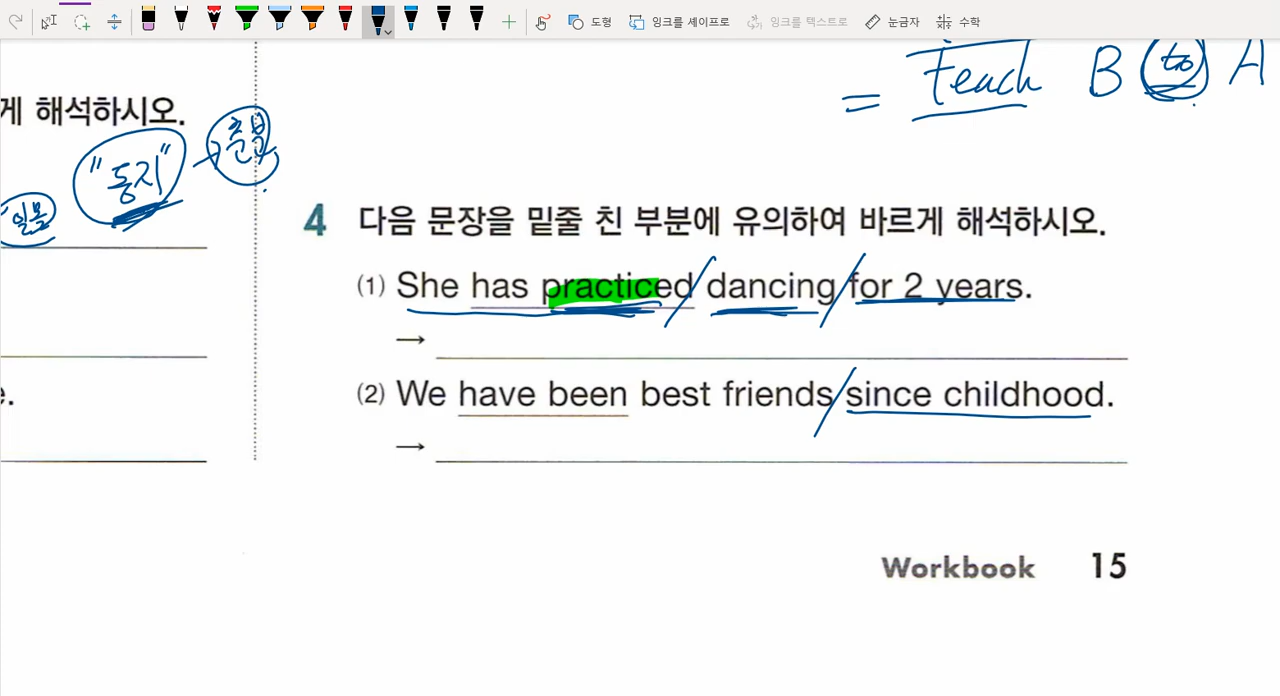 도형 잉크를 셰이프로 잉크를 텍스트로 눈금자 수학
= teach B to A
게 해석하시오.
"동지"
4 다음 문장을 밑줄 친 부분에 유의하여 바르게 해석하시오.
(1) She has practiced / dancing / for 2 years.
→
(2) We have been best friends / since childhood.
→
e.
Workbook 15